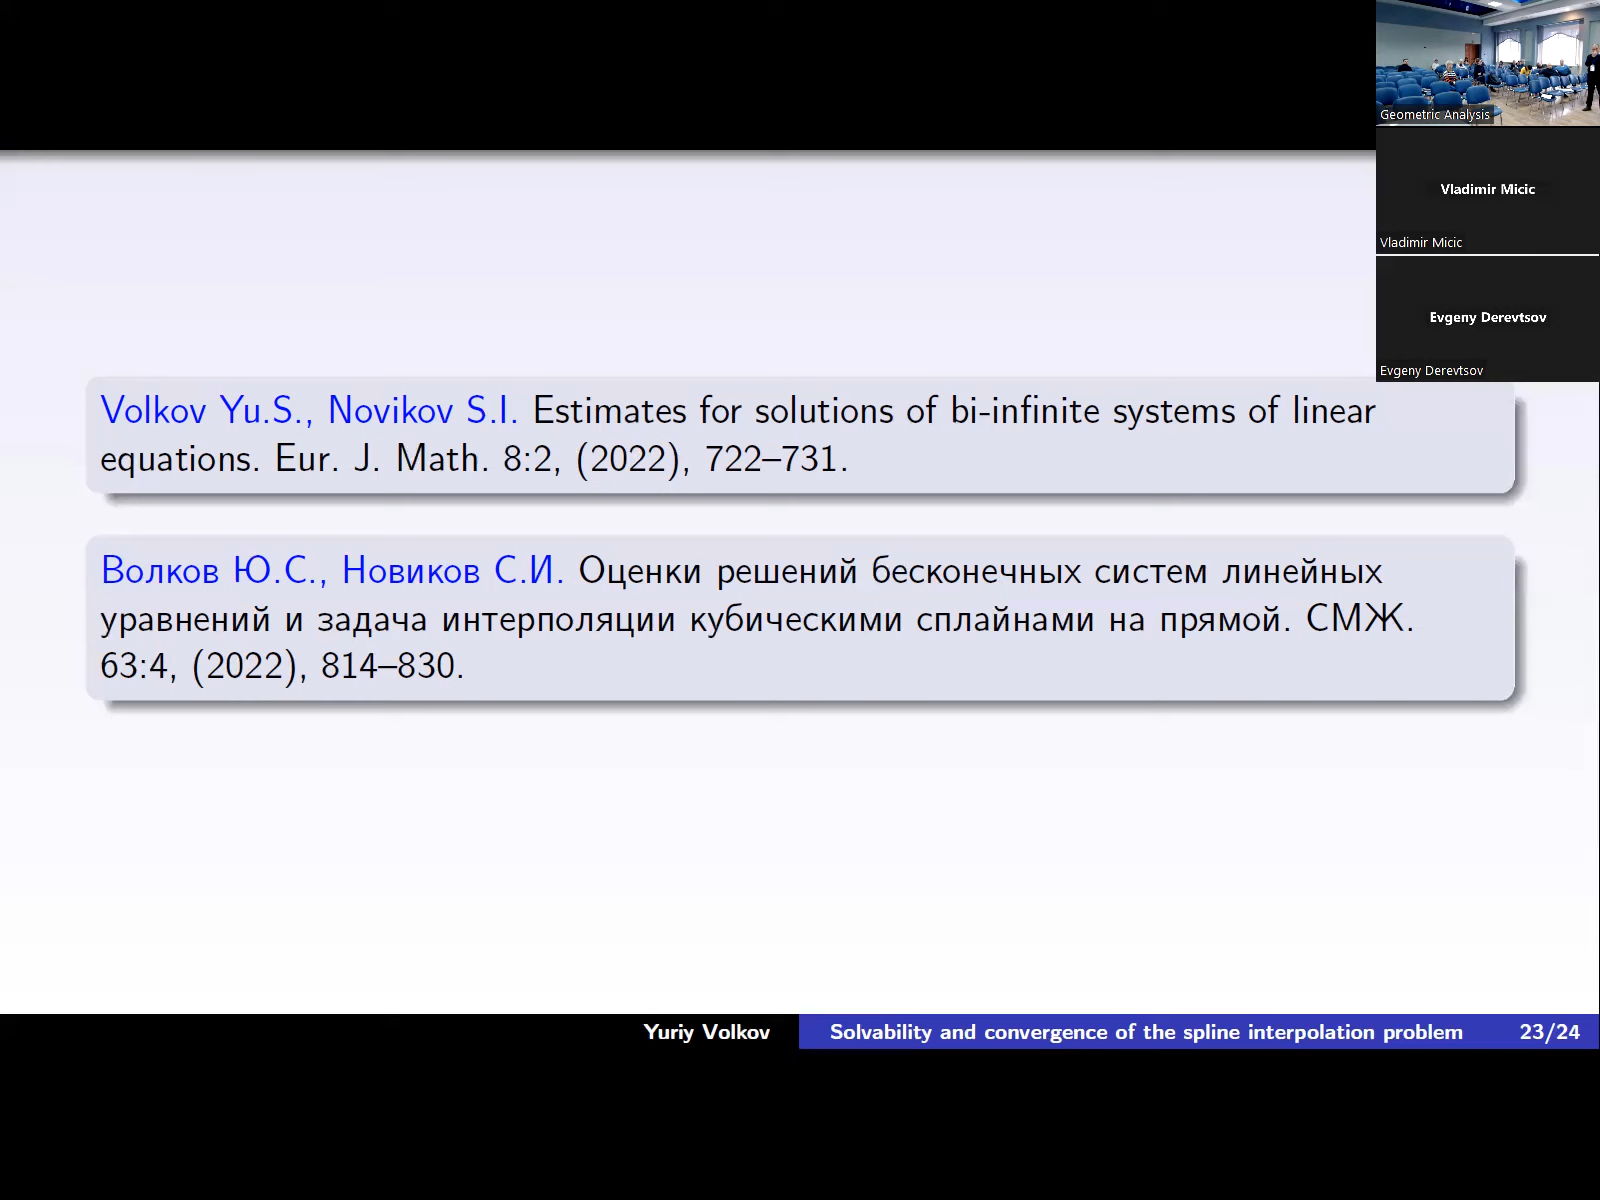 Geometric Analysis
Vladimir Micic
Vladimir Micic
Evgeny Derevtsov
Evgeny Derevtsov
Volkov Yu.S., Novikov S.I. Estimates for solutions of bi-infinite systems of linear
equations. Eur. J. Math. 8:2, (2022), 722–731.
Волков Ю.С., Новиков С.И. Оценки решений бесконечных систем линейных
уравнений и задача интерполяции кубическими сплайнами на прямой. СМЖ.
63:4, (2022), 814–830.
Yuriy Volkov Solvability and convergence of the spline interpolation problem 23/24